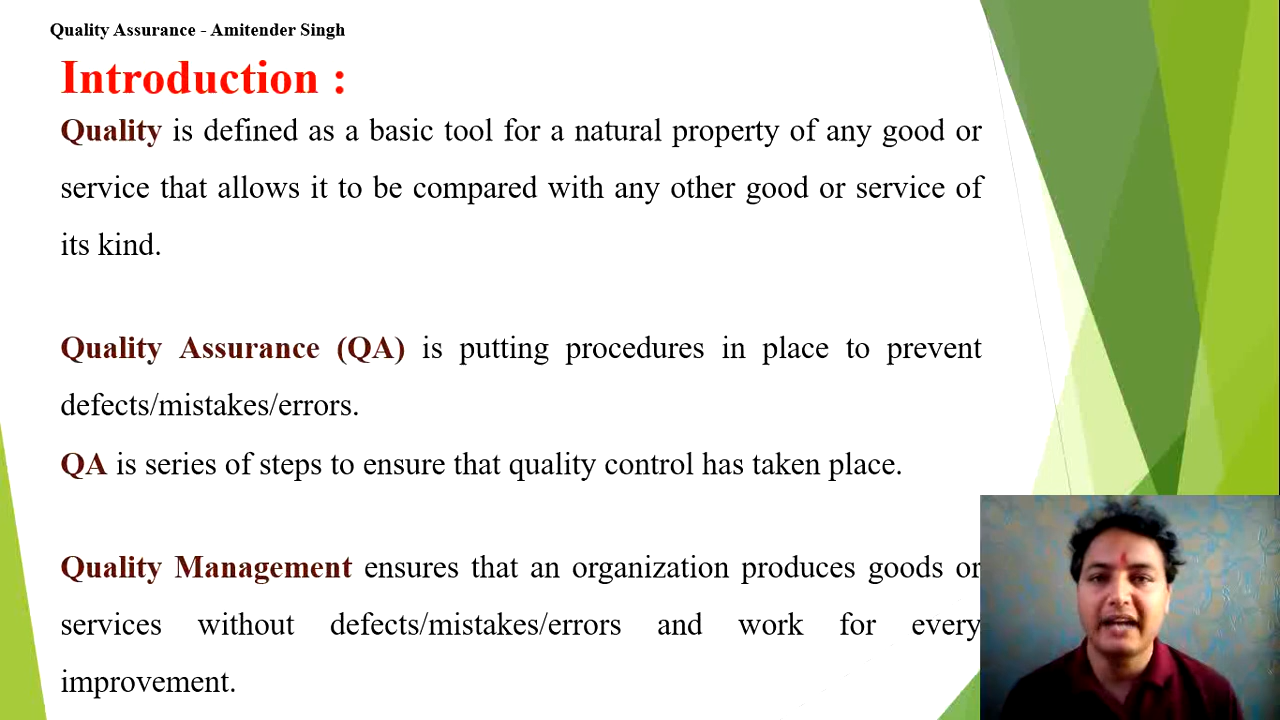 Quality Assurance - Amitender Singh
Introduction :
Quality is defined as a basic tool for a natural property of any good or
service that allows it to be compared with any other good or service of
its kind.
Quality Assurance (QA) is putting procedures in place to prevent
defects/mistakes/errors.
QA is series of steps to ensure that quality control has taken place.
Quality Management ensures that an organization produces goods or
services without defects/mistakes/errors and work for every
improvement.